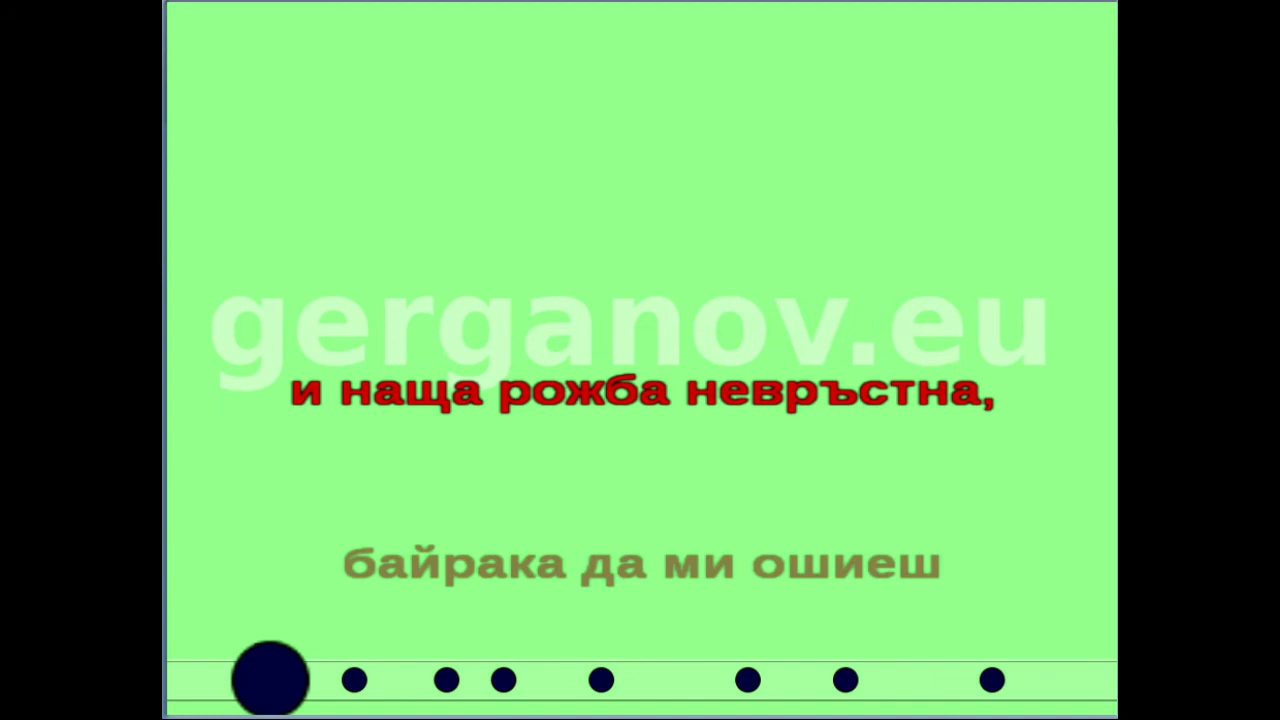 gerganov.eu
и наща рожба невръстна,
байрака да ми ошиеш